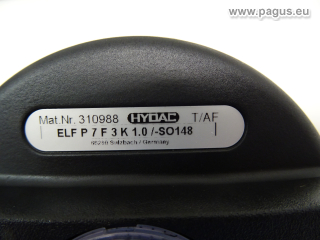 www.pagus.eu
Mat.Nr. 310988 HYDAC T/AF
ELF P 7 F 3 K 1.0 /-SO148
66280 Sulzbach / Germany